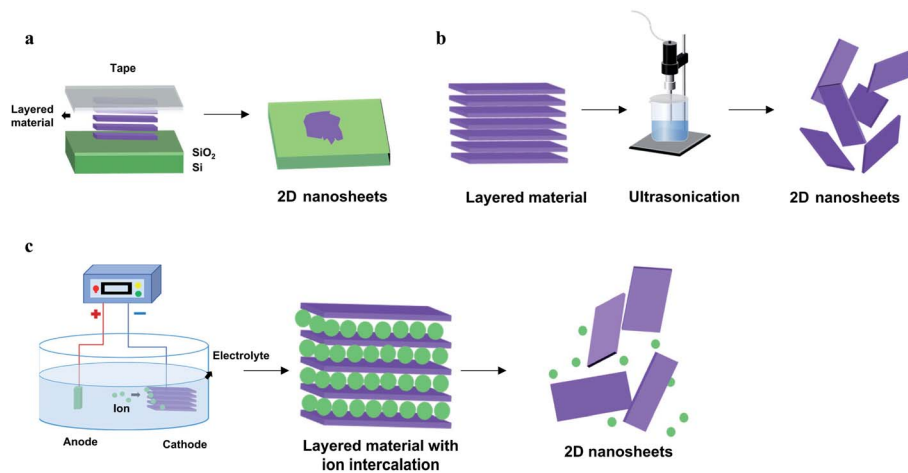 a
Tape
Layered
material
SiO₂
Si
2D nanosheets
b
Layered material
Ultrasonication
2D nanosheets
c
+
−
Electrolyte
Ion
Anode
Cathode
Layered material with
ion intercalation
2D nanosheets